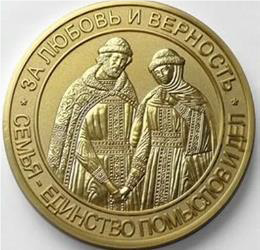 ЗА ЛЮБОВЬ И ВЕРНОСТЬ
СЕМЬЯ - ЕДИНСТВО ПОМЫСЛОВ И ДЕЛ